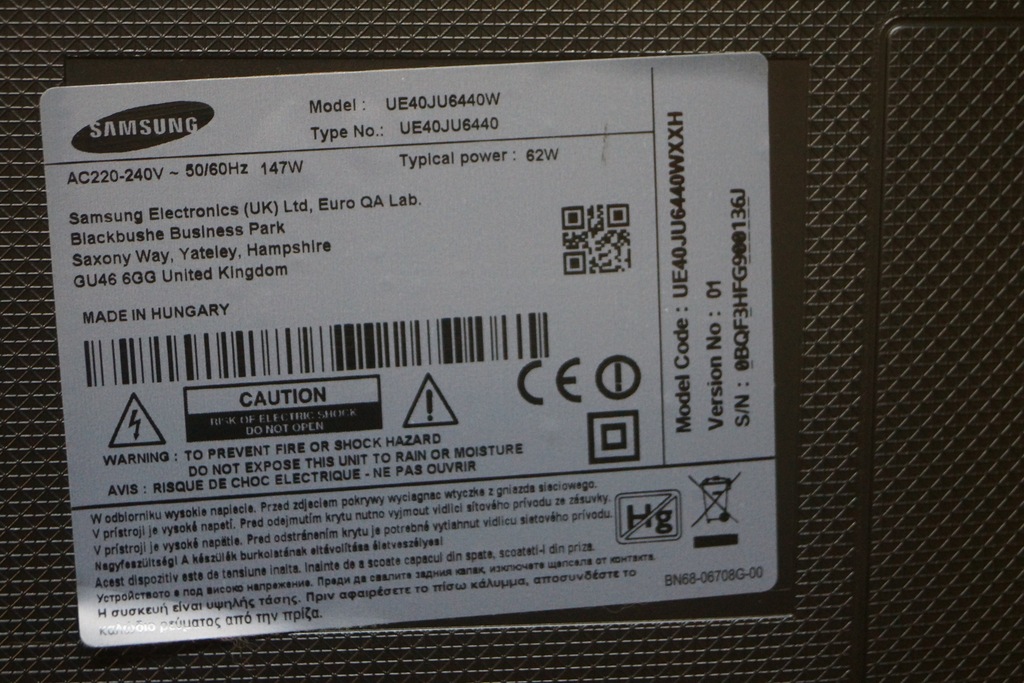 SAMSUNG
Model : UE40JU6440W
Type No.: UE40JU6440
AC220-240V ~ 50/60Hz 147W
Typical power : 62W
Samsung Electronics (UK) Ltd, Euro QA Lab.
Blackbushe Business Park
Saxony Way, Yateley, Hampshire
GU46 6GG United Kingdom
MADE IN HUNGARY
CE
CAUTION
RISK OF ELECTRIC SHOCK
DO NOT OPEN
WARNING : TO PREVENT FIRE OR SHOCK HAZARD
DO NOT EXPOSE THIS UNIT TO RAIN OR MOISTURE
AVIS : RISQUE DE CHOC ELECTRIQUE - NE PAS OUVRIR
W odbiorniku wysokie napiecie. Przed zdjeciem pokrywy wyciagnac wtyczke z gniazda sieciowego.
V prístroji je vysoké napetí. Pred odejmutím krytu nutno vyjmout vidlici sítového prívodu ze zásuvky.
V prístroji je vysoké napätie. Pred odstránením krytu je potrebné vytiahnut vidlicu sietového prívodu.
Nagyfeszültség! A készülék burkolatának eltávolítása életveszélyes!
Acest dispozitiv este de tensiune inalta. Inainte de a scoate capacul din spate, scoateti-l din priza.
Устройството е под високо напрежение. Преди да свалите задния капак, изключете щепсела от контакта.
Η συσκευή είναι υψηλής τάσης. Πριν αφαιρέσετε το πίσω κάλυμμα, αποσυνδέστε το
καλώδιο ρεύματος από την πρίζα.
Hg
BN68-06708G-00
Model Code : UE40JU6440WXXH
Version No : 01
S/N : 0BQF3HFG900136J